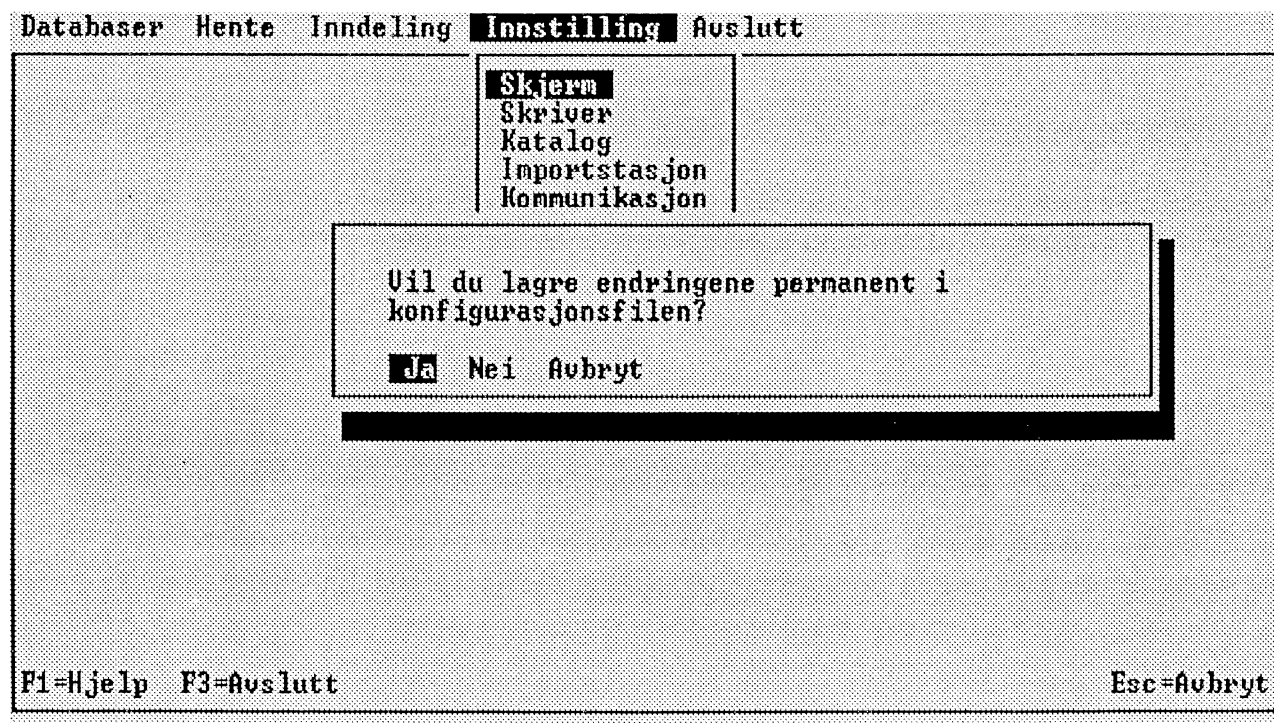 Databaser Hente Inndeling Innstilling Avslutt
Skjerm
Skriver
Katalog
Importstasjon
Kommunikasjon
Vil du lagre endringene permanent i
konfigurasjonsfilen?
Ja Nei Avbryt
F1=Hjelp F3=Avslutt Esc=Avbryt